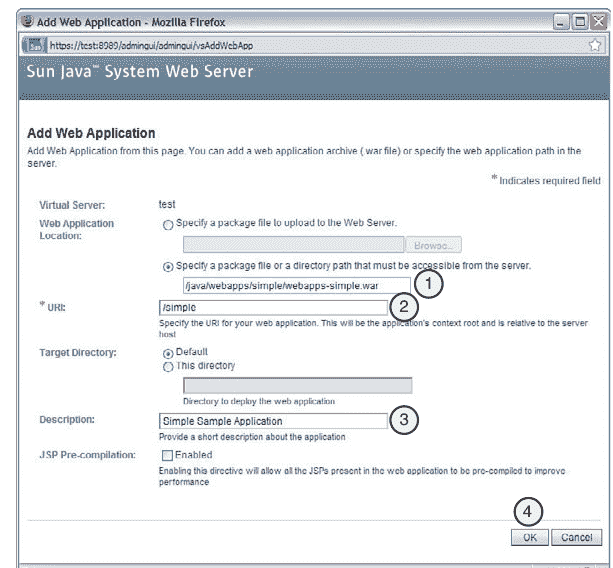 Add Web Application - Mozilla Firefox
https://test:8989/admingui/admingui/vsAddWebApp
Sun Java™ System Web Server
Add Web Application
Add Web Application from this page. You can add a web application archive (.war file) or specify the web application path in the
server.
* Indicates required field
Virtual Server: test
Web Application
Location:
Specify a package file to upload to the Web Server.
Browse...
Specify a package file or a directory path that must be accessible from the server.
/java/webapps/simple/webapps-simple.war 1
* URI: /simple 2
Specify the URI for your web application. This will be the application's context root and is relative to the server
host
Target Directory: Default
This directory
Directory to deploy the web application
Description: Simple Sample Application 3
Provide a short description about the application
JSP Pre-compilation: Enabled
Enabling this directive will allow all the JSPs present in the web application to be pre-compiled to improve
performance
4
OK Cancel